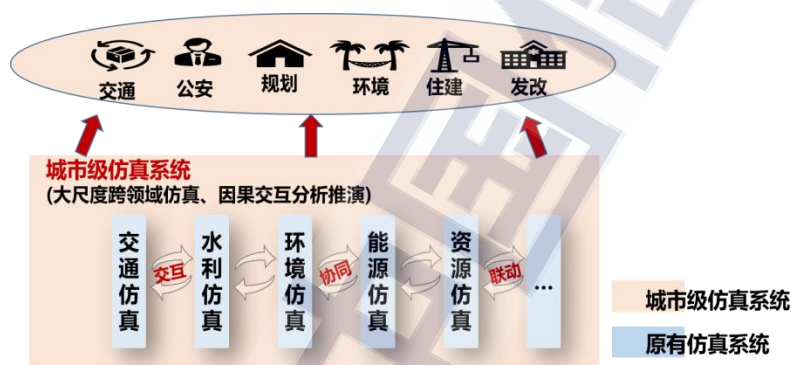 交通 公安 规划 环境 住建 发改
城市级仿真系统
(大尺度跨领域仿真、因果交互分析推演)
交通仿真 交互 水利仿真 环境仿真 协同 能源仿真 资源仿真 联动 ...
城市级仿真系统
原有仿真系统